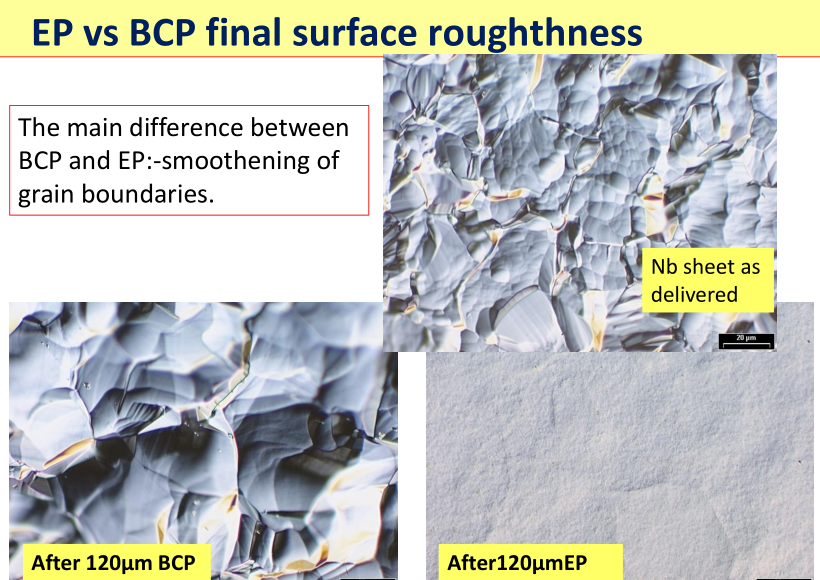 EP vs BCP final surface roughthness
The main difference between
BCP and EP:-smoothening of
grain boundaries.
Nb sheet as
delivered
20 µm
After 120µm BCP
After120µmEP